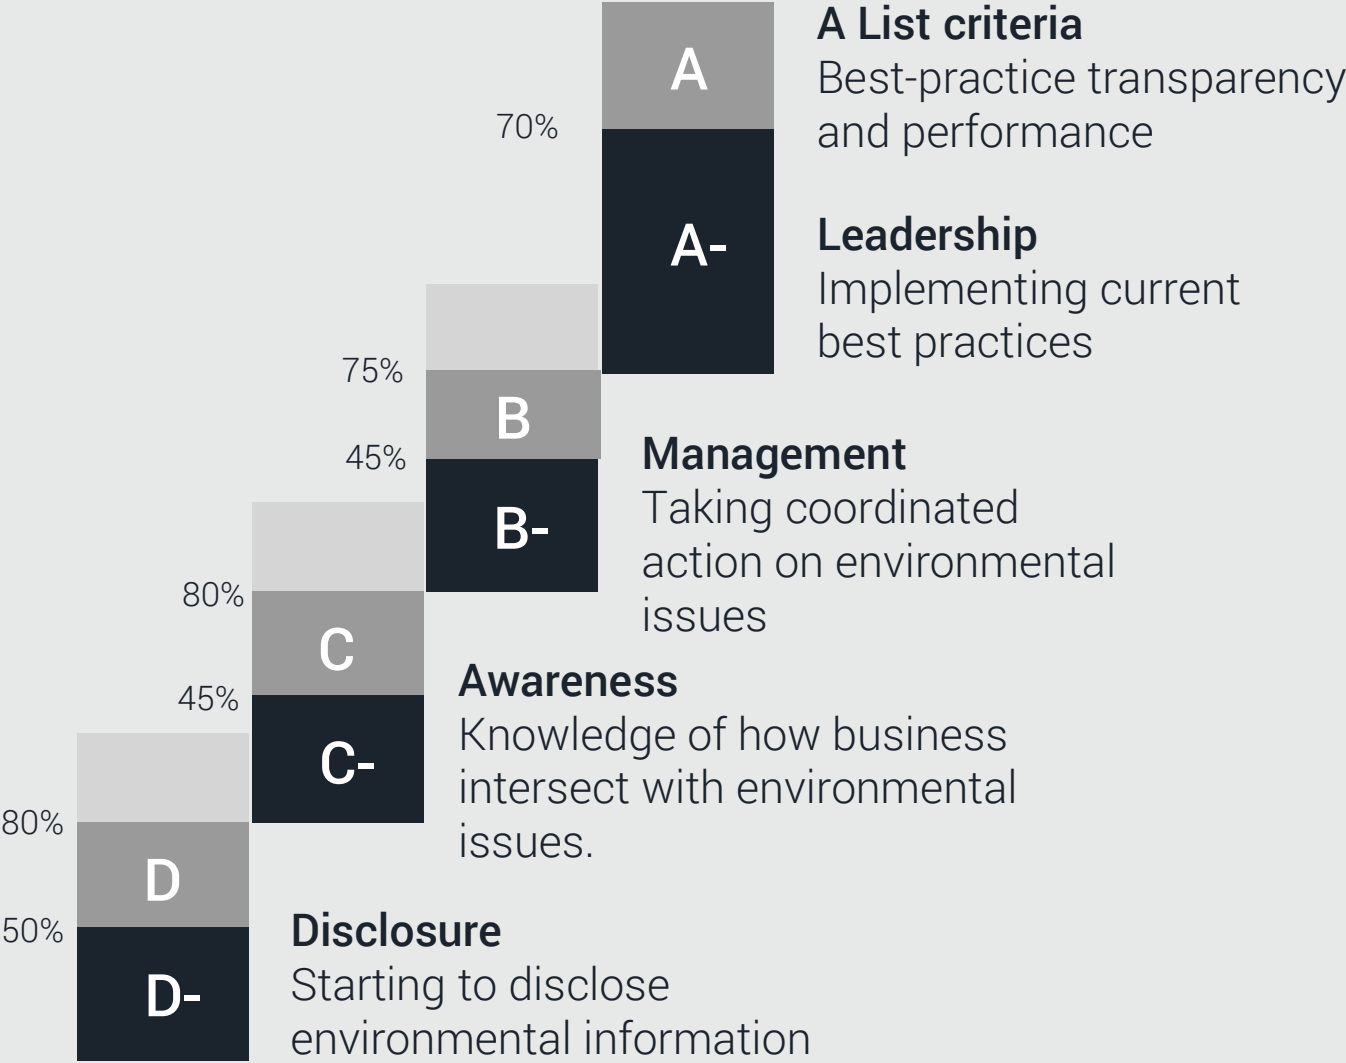 A
A List criteria
Best-practice transparency
and performance
70%
A-
Leadership
Implementing current
best practices
75%
B
45%
B-
Management
Taking coordinated
action on environmental
issues
80%
C
45%
C-
Awareness
Knowledge of how business
intersect with environmental
issues.
80%
D
50%
D-
Disclosure
Starting to disclose
environmental information